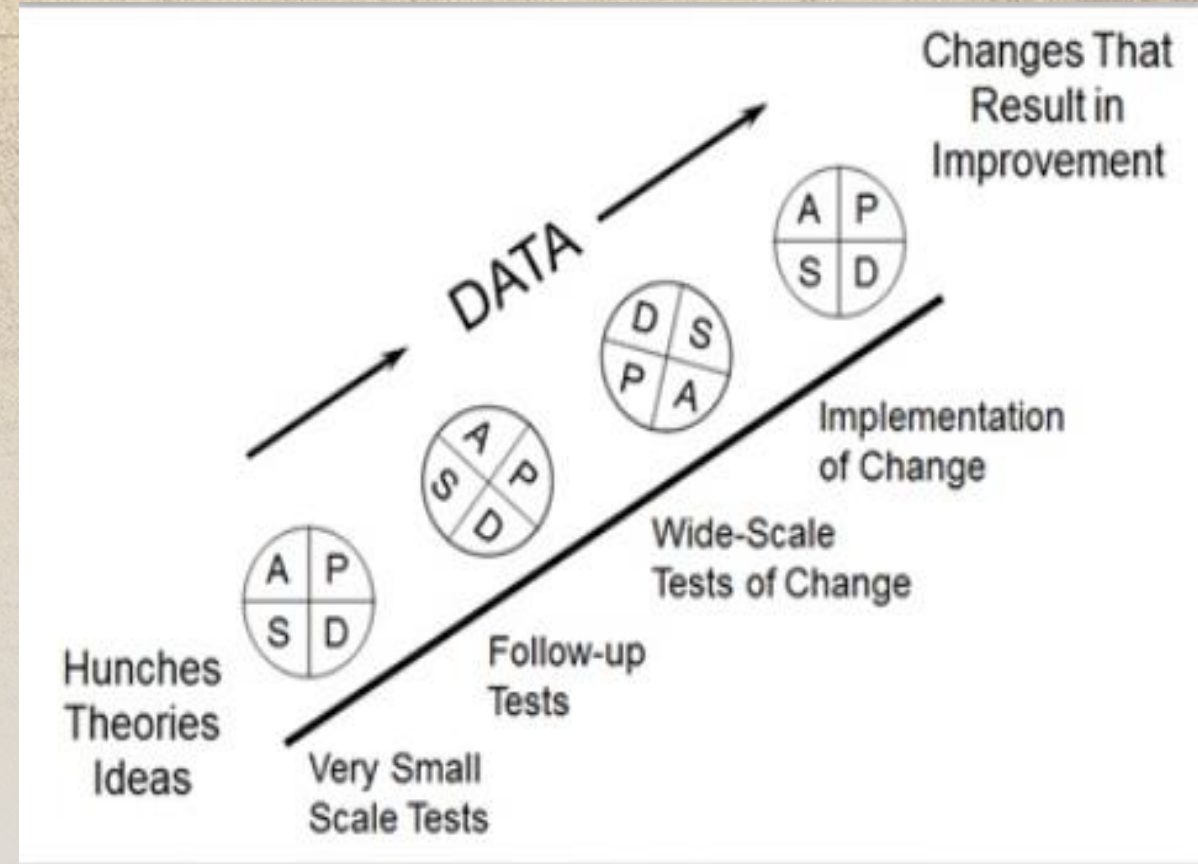 Changes That
Result in
Improvement
DATA
A P
S D
D S
P A
A
S P
D
A P
S D
Implementation
of Change
Wide-Scale
Tests of Change
Follow-up
Tests
Hunches
Theories
Ideas
Very Small
Scale Tests